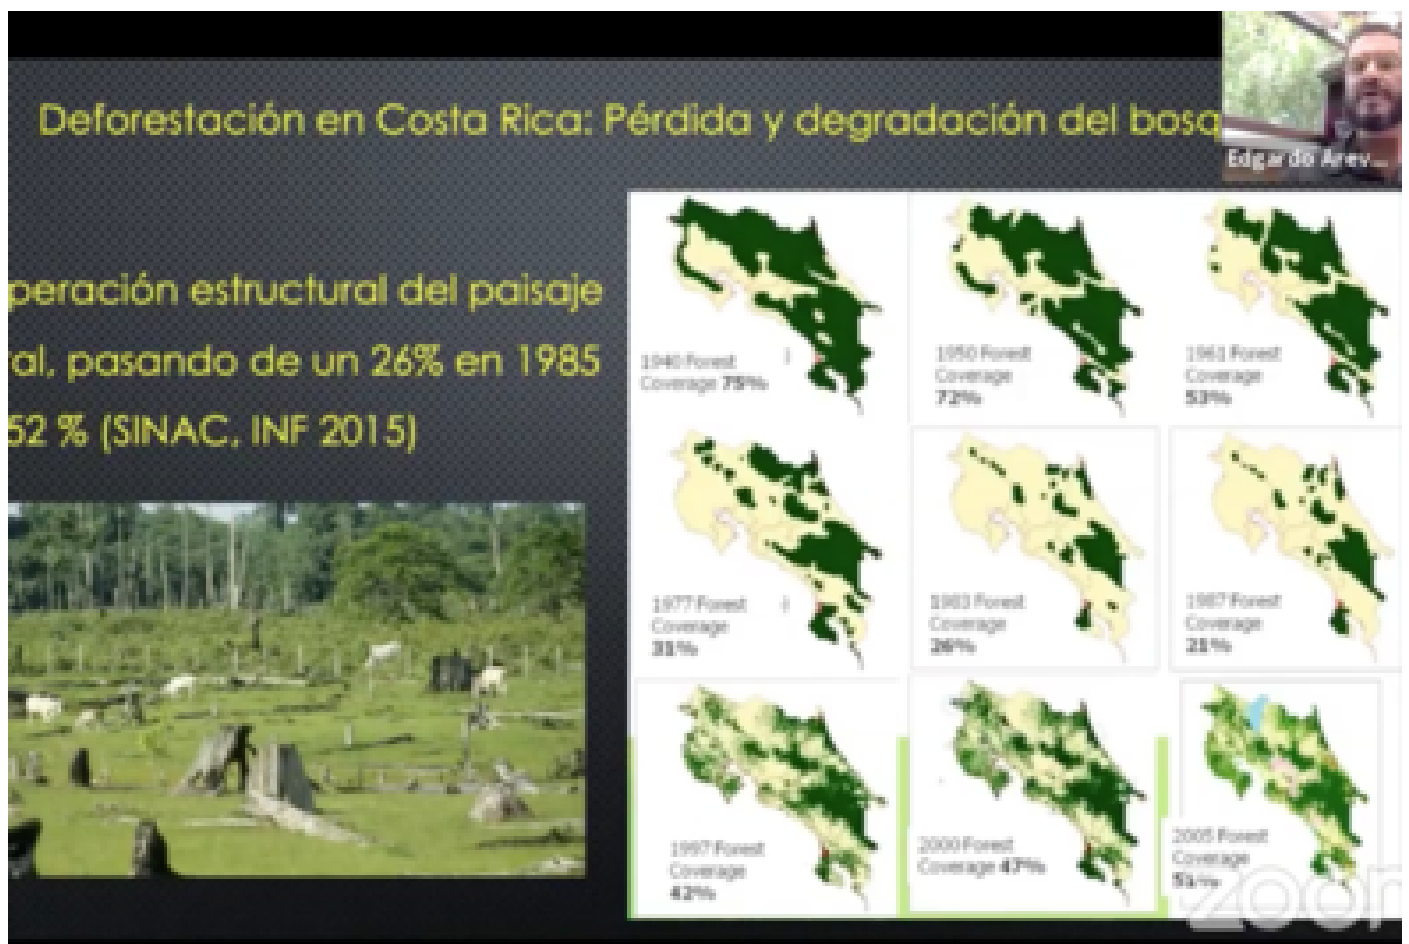 Deforestación en Costa Rica: Pérdida y degradación del bosq
Edgardo Arev...
peración estructural del paisaje
ral, pasando de un 26% en 1985
52 % (SINAC, INF 2015)
1940 Forest
Coverage 75%
1950 Forest
Coverage
72%
1961 Forest
Coverage
53%
1977 Forest
Coverage
31%
1983 Forest
Coverage
26%
1987 Forest
Coverage
21%
1997 Forest
Coverage
42%
2000 Forest
Coverage 47%
2005 Forest
Coverage
51%
zoom